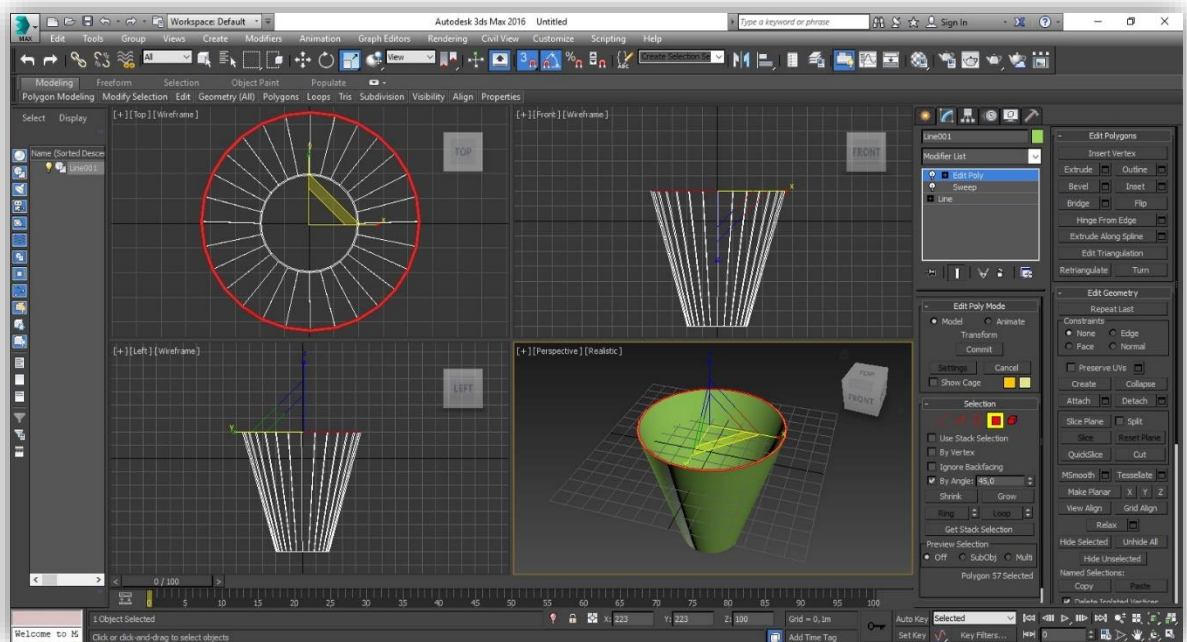 Workspace: Default
Autodesk 3ds Max 2016 Untitled
Type a keyword or phrase
Sign In
MAX
Edit Tools Group Views Create Modifiers Animation Graph Editors Rendering Civil View Customize Scripting Help
All
View
3
Create Selection Se
Modeling Freeform Selection Object Paint Populate
Polygon Modeling Modify Selection Edit Geometry (All) Polygons Loops Tris Subdivision Visibility Align Properties
Select Display
Name (Sorted Desce
Line001
[+] [Top] [Wireframe]
TOP
[+] [Front] [Wireframe]
FRONT
x
[+] [Left] [Wireframe]
LEFT
y
[+] [Perspective] [Realistic]
TOP
FRONT
Line001
Modifier List
Edit Poly
Sweep
Line
Edit Poly Mode
Model Animate
Transform
Commit
Settings Cancel
Show Cage
Selection
Use Stack Selection
By Vertex
Ignore Backfacing
By Angle: 45,0
Shrink Grow
Ring Loop
Get Stack Selection
Preview Selection
Off SubObj Multi
Polygon 57 Selected
Edit Polygons
Insert Vertex
Extrude Outline
Bevel Inset
Bridge Flip
Hinge From Edge
Extrude Along Spline
Edit Triangulation
Retriangulate Turn
Edit Geometry
Repeat Last
Constraints
None Edge
Face Normal
Preserve UVs
Create Collapse
Attach Detach
Slice Plane Split
Slice Reset Plane
QuickSlice Cut
MSmooth Tessellate
Make Planar X Y Z
View Align Grid Align
Relax
Hide Selected Unhide All
Hide Unselected
Named Selections:
Copy Paste
Delete Isolated Vertices
0 / 100
0 5 10 15 20 25 30 35 40 45 50 55 60 65 70 75 80 85 90 95 100
1 Object Selected
X: 223 Y: 223 Z: 100 Grid = 0,1m
Auto Key Selected
Welcome to M
Click or click-and-drag to select objects
Add Time Tag
Set Key Key Filters...
0